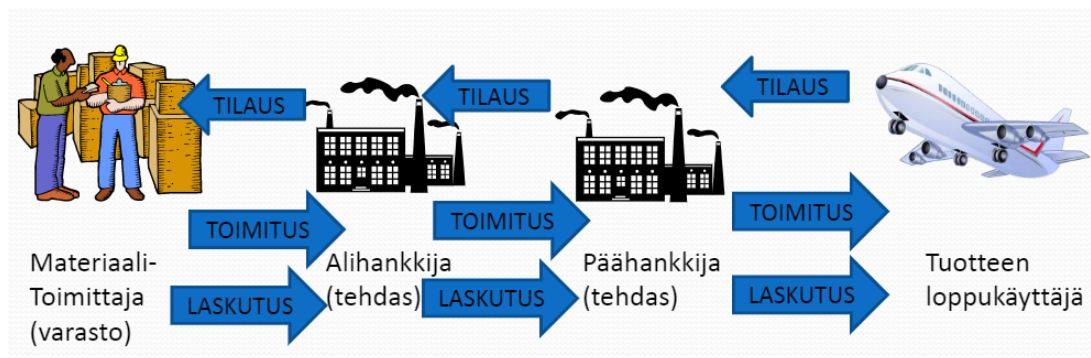 TILAUS
TILAUS
TILAUS
TOIMITUS
TOIMITUS
TOIMITUS
Materiaali-
Toimittaja
(varasto)
Alihankkija
(tehdas)
Päähankkija
(tehdas)
Tuotteen
loppukäyttäjä
LASKUTUS
LASKUTUS
LASKUTUS